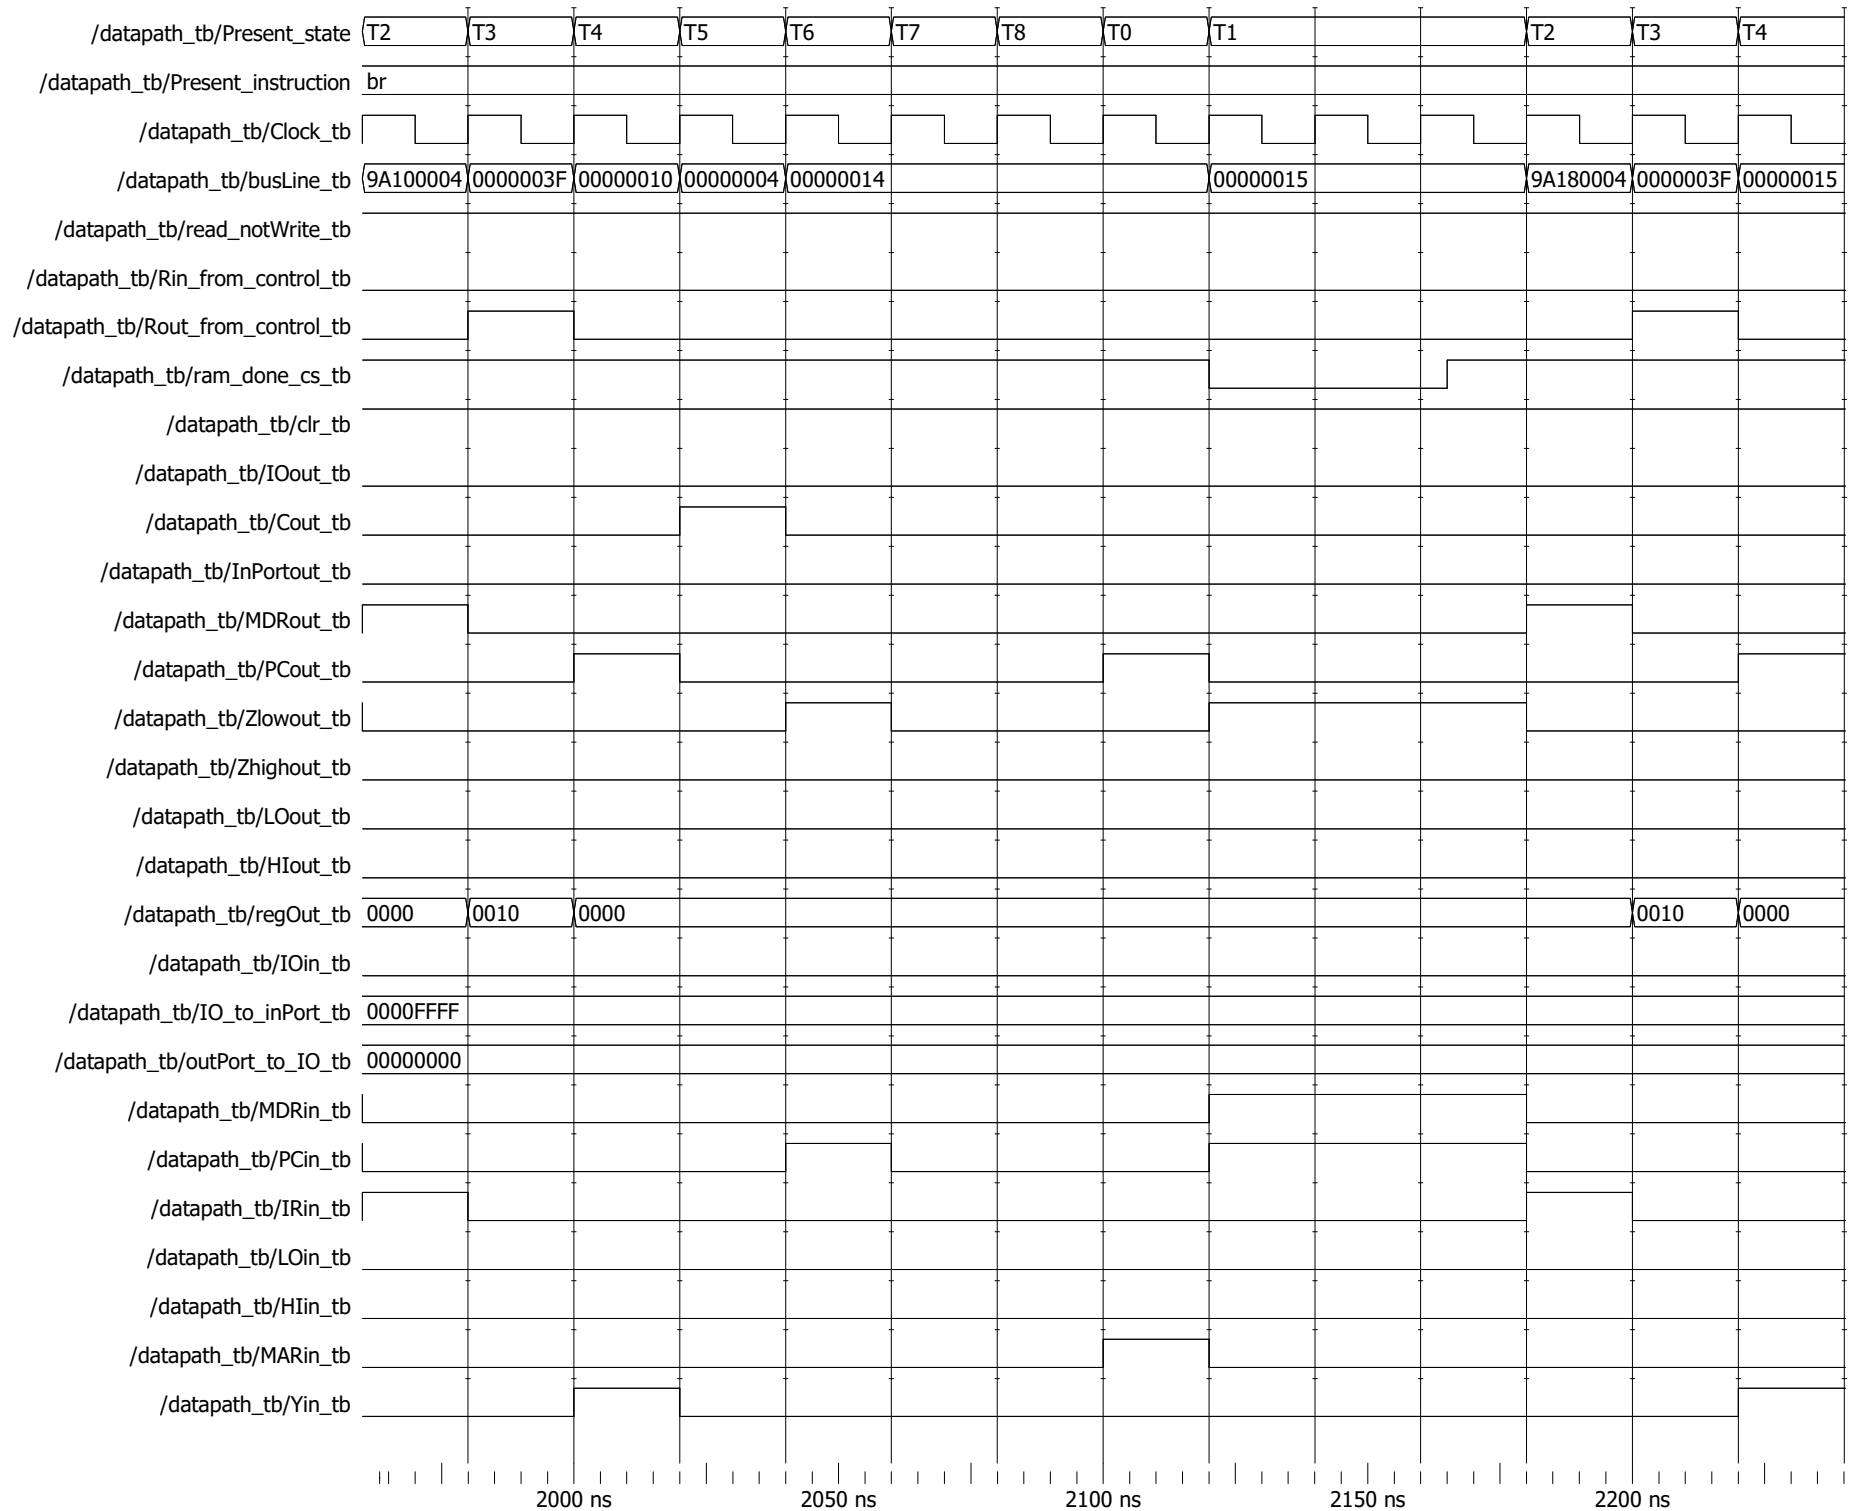 /datapath_tb/Present_state T2 T3 T4 T5 T6 T7 T8 T0 T1 T2 T3 T4
/datapath_tb/Present_instruction br
/datapath_tb/Clock_tb
/datapath_tb/busLine_tb 9A100004 0000003F 00000010 00000004 00000014 00000015 9A180004 0000003F 00000015
/datapath_tb/read_notWrite_tb
/datapath_tb/Rin_from_control_tb
/datapath_tb/Rout_from_control_tb
/datapath_tb/ram_done_cs_tb
/datapath_tb/clr_tb
/datapath_tb/IOout_tb
/datapath_tb/Cout_tb
/datapath_tb/InPortout_tb
/datapath_tb/MDRout_tb
/datapath_tb/PCout_tb
/datapath_tb/Zlowout_tb
/datapath_tb/Zhighout_tb
/datapath_tb/LOout_tb
/datapath_tb/HIout_tb
/datapath_tb/regOut_tb 0000 0010 0000 0010 0000
/datapath_tb/IOin_tb
/datapath_tb/IO_to_inPort_tb 0000FFFF
/datapath_tb/outPort_to_IO_tb 00000000
/datapath_tb/MDRin_tb
/datapath_tb/PCin_tb
/datapath_tb/IRin_tb
/datapath_tb/LOin_tb
/datapath_tb/HIin_tb
/datapath_tb/MARin_tb
/datapath_tb/Yin_tb
2000 ns 2050 ns 2100 ns 2150 ns 2200 ns